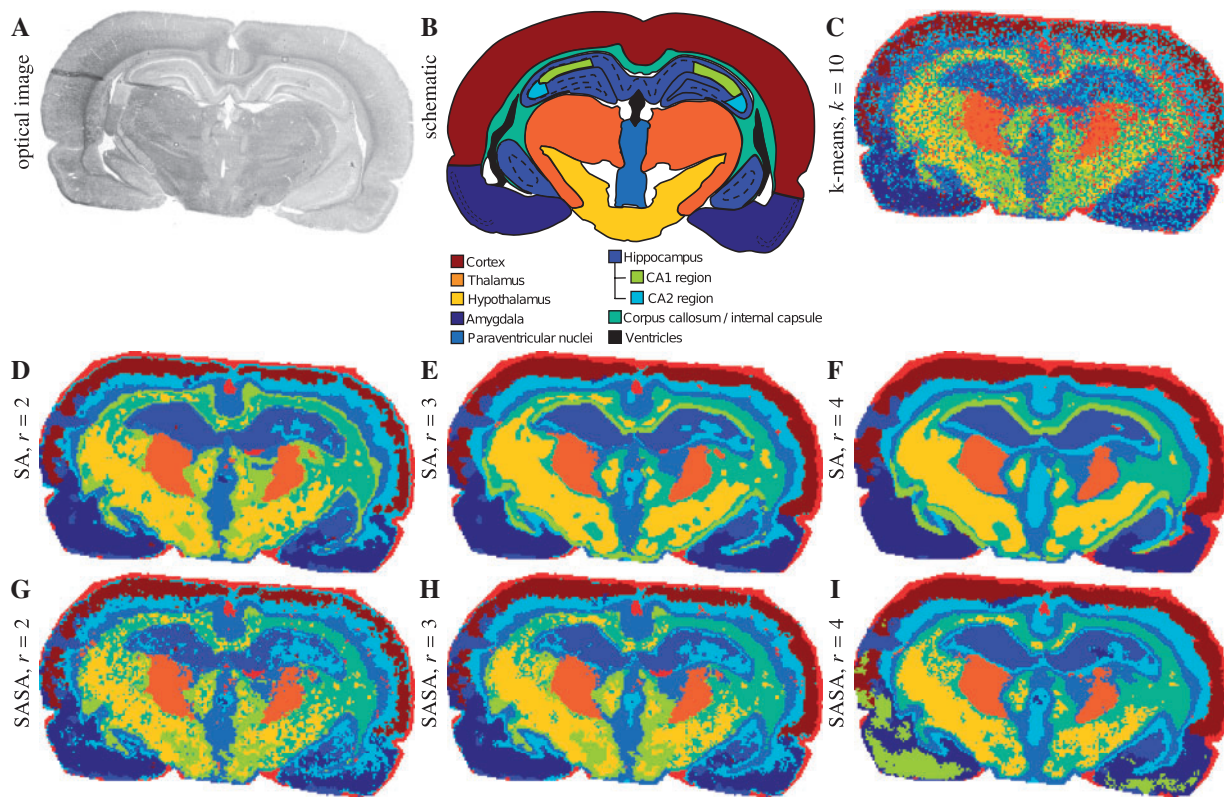 A
optical image
B
schematic
C
k-means, k = 10
Cortex
Thalamus
Hypothalamus
Amygdala
Paraventricular nuclei
Hippocampus
CA1 region
CA2 region
Corpus callosum / internal capsule
Ventricles
D
SA, r = 2
E
SA, r = 3
F
SA, r = 4
G
SASA, r = 2
H
SASA, r = 3
I
SASA, r = 4